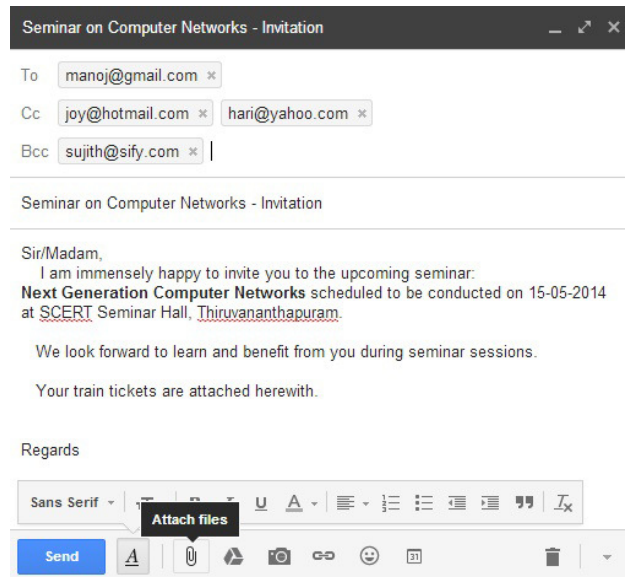 Seminar on Computer Networks - Invitation
To manoj@gmail.com ×
Cc joy@hotmail.com × hari@yahoo.com ×
Bcc sujith@sify.com ×
Seminar on Computer Networks - Invitation
Sir/Madam,
I am immensely happy to invite you to the upcoming seminar:
Next Generation Computer Networks scheduled to be conducted on 15-05-2014
at SCERT Seminar Hall, Thiruvananthapuram.
We look forward to learn and benefit from you during seminar sessions.
Your train tickets are attached herewith.
Regards
Sans Serif U A
Attach files
Send A 31